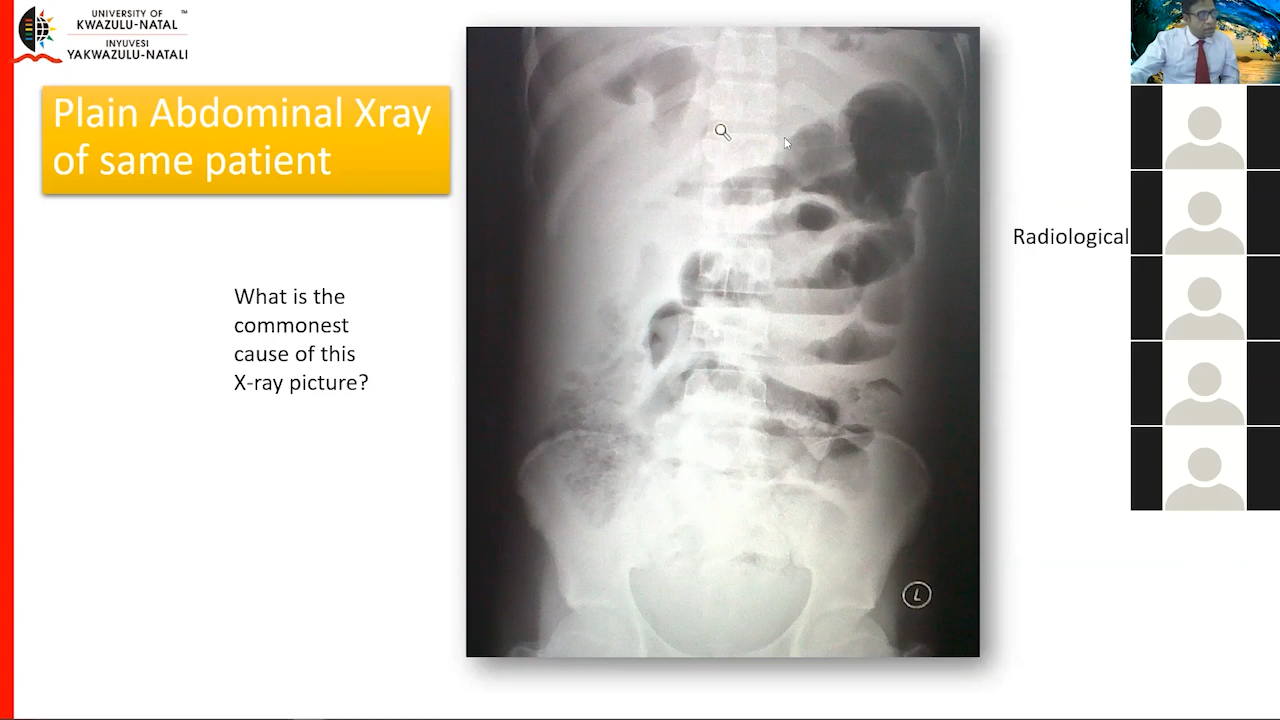 UNIVERSITY OF ™
KWAZULU-NATAL
INYUVESI
YAKWAZULU-NATALI
Plain Abdominal Xray
of same patient
Radiological
What is the
commonest
cause of this
X-ray picture?
L